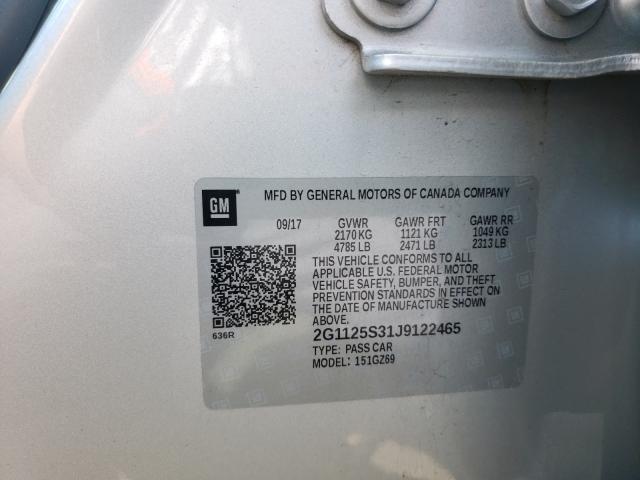 GM
MFD BY GENERAL MOTORS OF CANADA COMPANY
09/17 GVWR GAWR FRT GAWR RR
2170 KG 1121 KG 1049 KG
4785 LB 2471 LB 2313 LB
THIS VEHICLE CONFORMS TO ALL
APPLICABLE U.S. FEDERAL MOTOR
VEHICLE SAFETY, BUMPER, AND THEFT
PREVENTION STANDARDS IN EFFECT ON
THE DATE OF MANUFACTURE SHOWN
ABOVE.
636R
2G1125S31J9122465
TYPE: PASS CAR
MODEL: 151GZ69